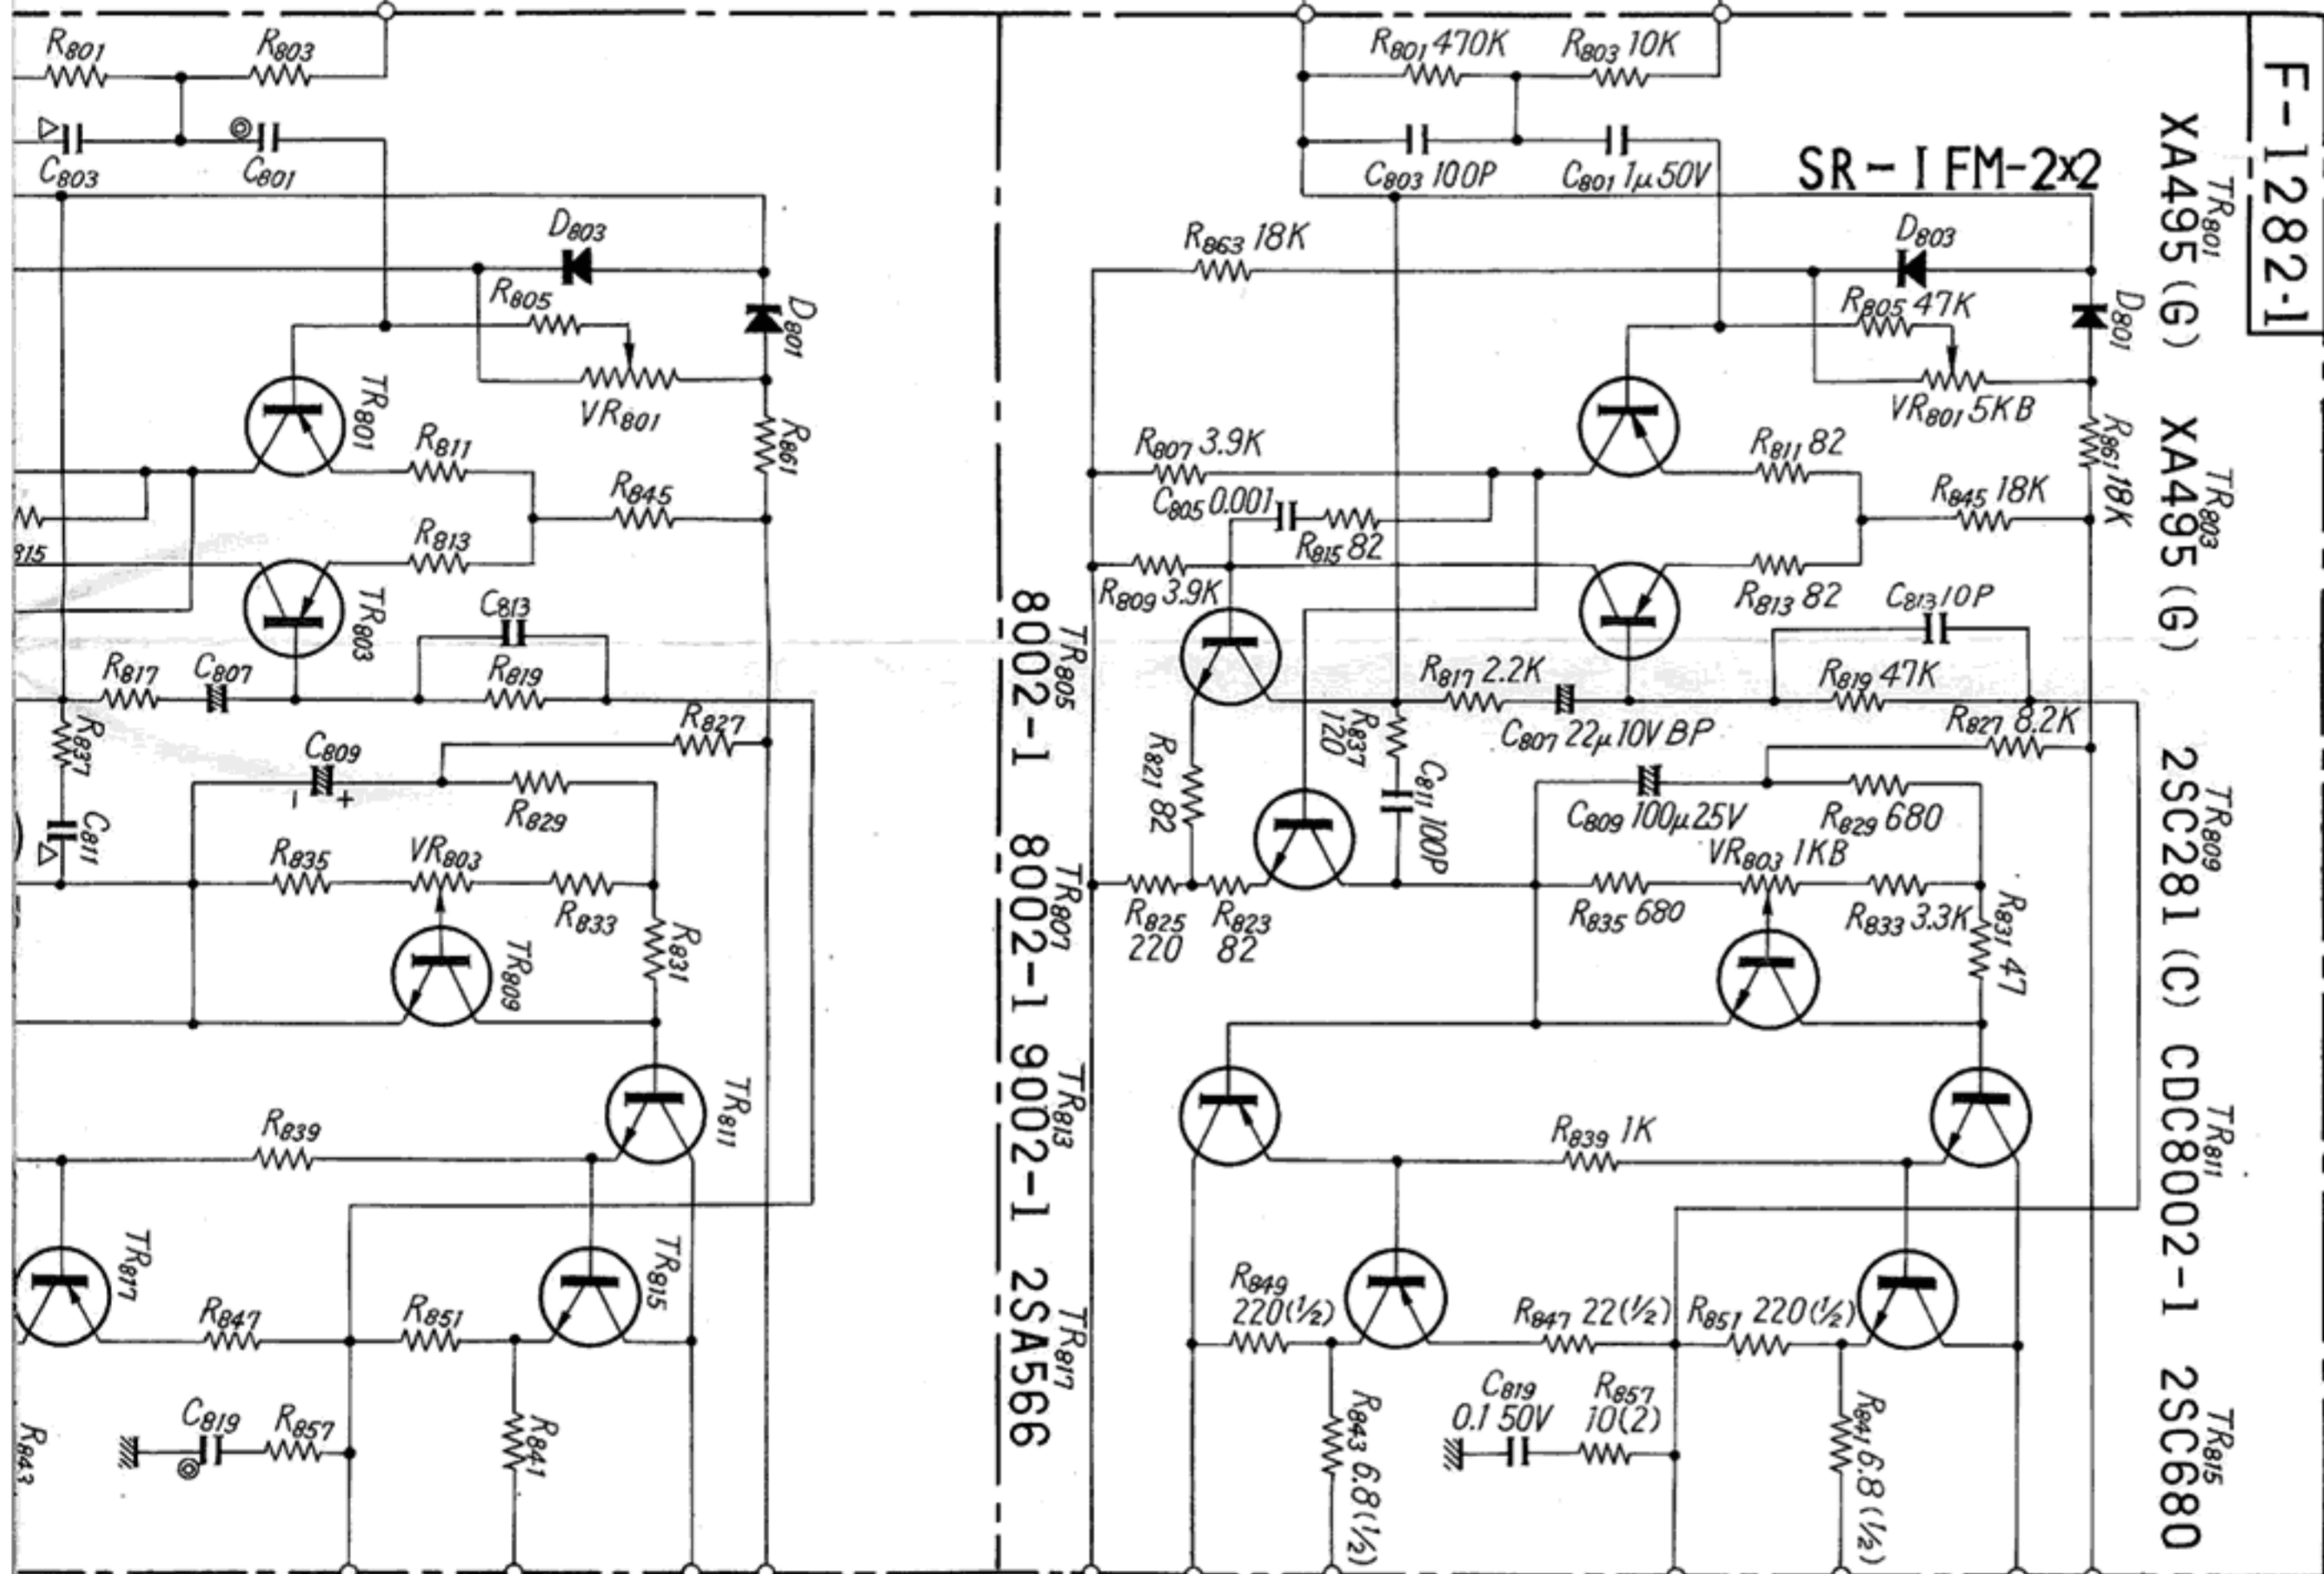 R801
R803
C803
C801
D803
R805
D801
VR801
TR801
R811
R861
R845
R813
815
TR803
C813
R817
C807
R819
R837
R827
C809
- +
R829
C811
R835
VR803
R833
R831
TR809
TR811
R839
TR817
TR815
R847
R851
C819
R857
R841
R843
TR805
8002-1
TR807
8002-1
TR813
9002-1
TR817
2SA566
R801 470K
R803 10K
C803 100P
C801 1μ50V
SR-1 FM-2x2
R863 18K
D803
R805 47K
D801
VR801 5KB
R861 18K
R807 3.9K
R811 82
C805 0.001
R815 82
R845 18K
R809 3.9K
R813 82
C813 10P
R817 2.2K
R819 47K
R837
120
C807 22μ10V BP
R827 8.2K
R821 82
C811 100P
C809 100μ25V
R829 680
VR803 1KB
R825
220
R823
82
R835 680
R833 3.3K
R831 47
R839 1K
R849
220(½)
R847 22(½)
R851 220(½)
R843 6.8(½)
C819
0.1 50V
R857
10(2)
R841 6.8(½)
F-1282-1
TR801
XA495(G)
TR803
XA495(G)
TR809
2SC281(C)
TR811
CDC8002-1
TR815
2SC680